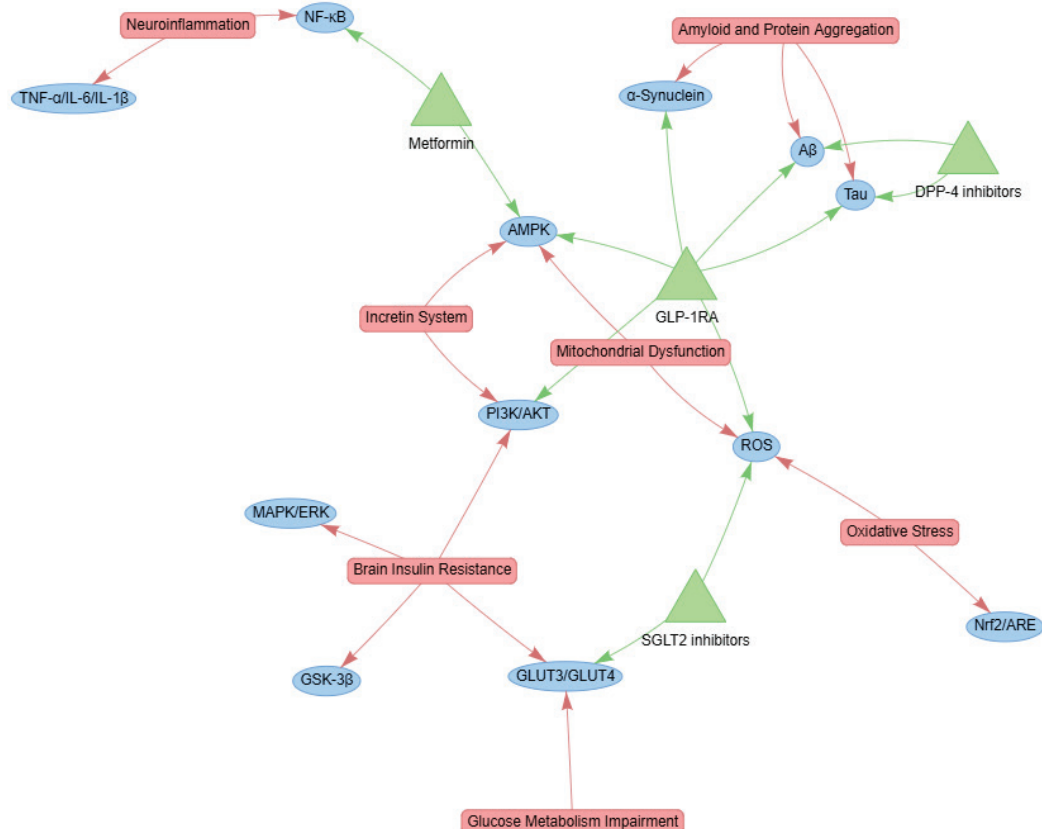 NF-κB
Neuroinflammation
Amyloid and Protein Aggregation
TNF-α/IL-6/IL-1β
α-Synuclein
Metformin
Aβ
DPP-4 inhibitors
Tau
AMPK
GLP-1RA
Incretin System
Mitochondrial Dysfunction
PI3K/AKT
ROS
MAPK/ERK
Oxidative Stress
Brain Insulin Resistance
Nrf2/ARE
SGLT2 inhibitors
GSK-3β
GLUT3/GLUT4
Glucose Metabolism Impairment